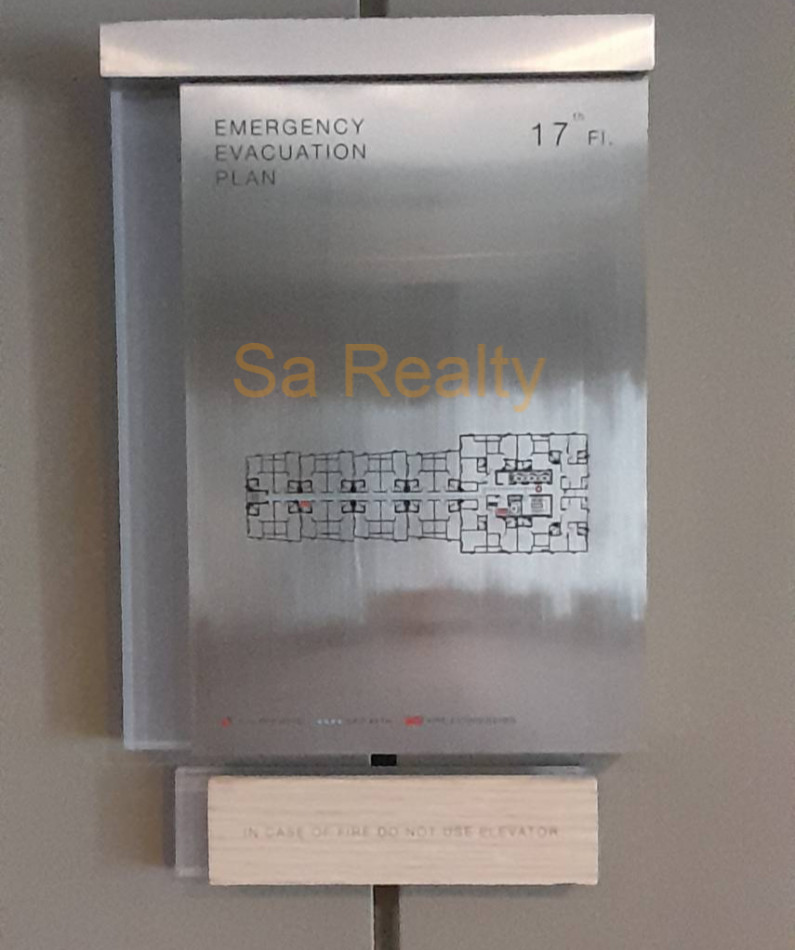 EMERGENCY
EVACUATION
PLAN
17th Fl.
Sa Realty
IN CASE OF FIRE DO NOT USE ELEVATOR